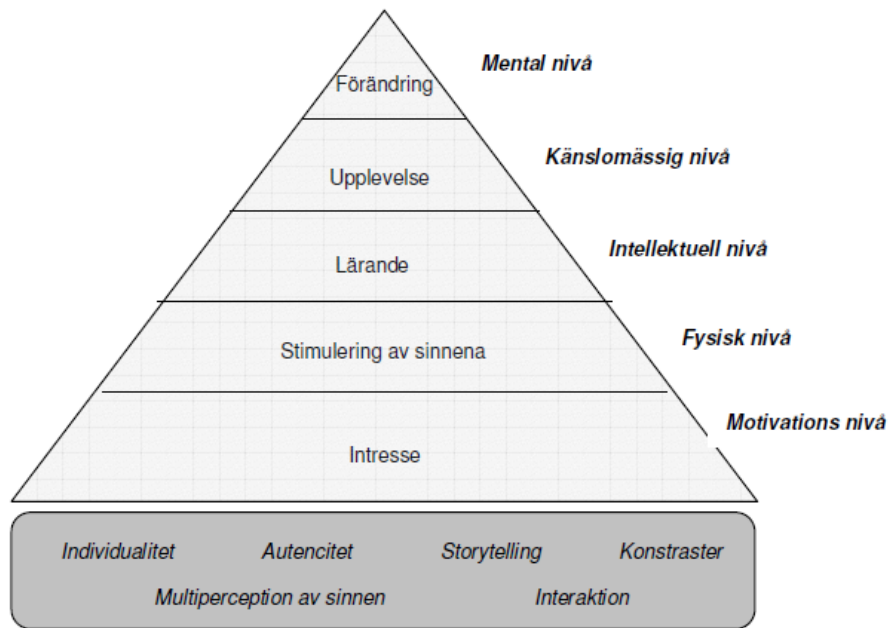 Mental nivå
Förändring
Känslomässig nivå
Upplevelse
Intellektuell nivå
Lärande
Fysisk nivå
Stimulering av sinnena
Motivations nivå
Intresse
Individualitet Autencitet Storytelling Konstraster
Multiperception av sinnen Interaktion